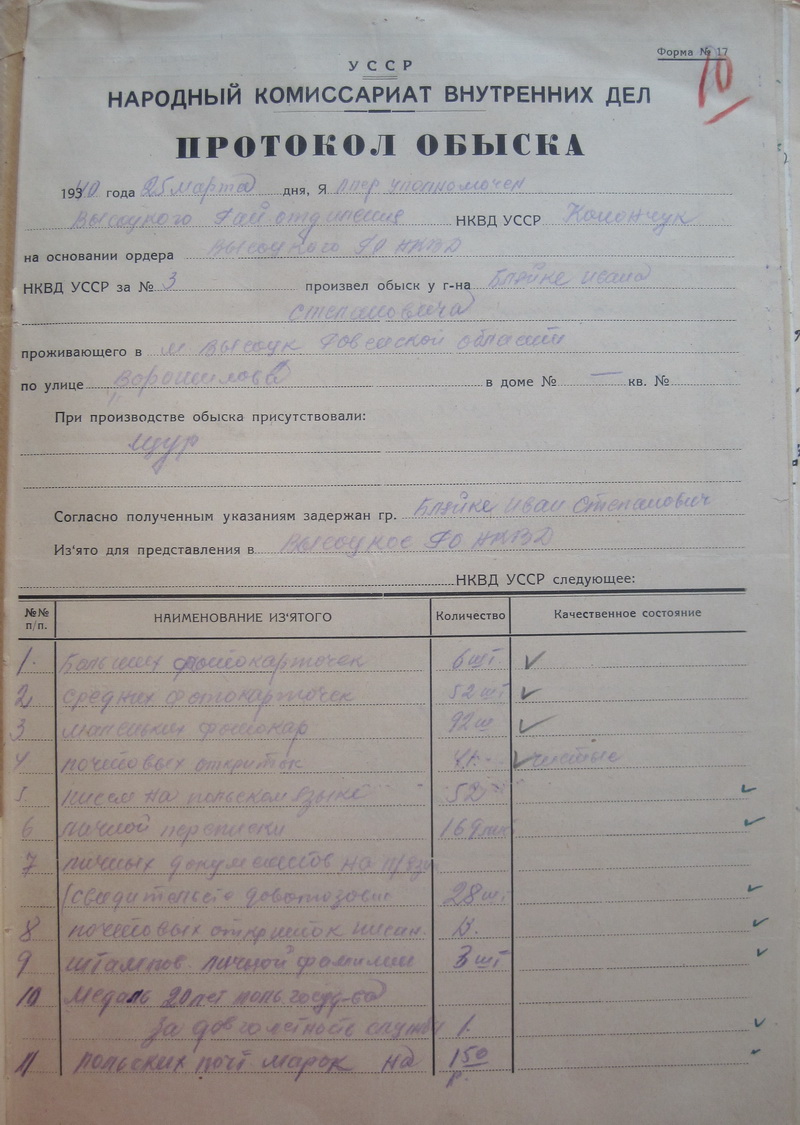 Форма № 17
10
УССР
НАРОДНЫЙ КОМИССАРИАТ ВНУТРЕННИХ ДЕЛ
ПРОТОКОЛ ОБЫСКА
1940 года 25 марта дня, Я опер уполномочен
Высоцкого Рай отделения НКВД УССР
на основании ордера Высоцкого РО НКВД
НКВД УССР за № 3 произвел обыск у г-на Ивана
Степановича
проживающего в м Высоцк Ровенской области
по улице Ворошилова в доме № — кв. №
При производстве обыска присутствовали:
Щур
Согласно полученным указаниям задержан гр. Иван Степанович
Из'ято для представления в Высоцкое РО НКВД
НКВД УССР следующее:
№№ п/п. НАИМЕНОВАНИЕ ИЗ'ЯТОГО Количество Качественное состояние
1. Больших фотокарточек 6 шт.
2 средних фотокарточек 52 шт
3 маленьких фотокар 92 шт
4 почтовых открыток чистые
5 писем на польском языке 52
6 личной переписки 169
7 личных документов на
28 шт.
8 почтовых открыток писан.
9 штампов личной фамилии 3 шт
10 Медаль 20 лет поль госуд-ва
за долголетность службу 1.
11 польских почт марок на 150
р.